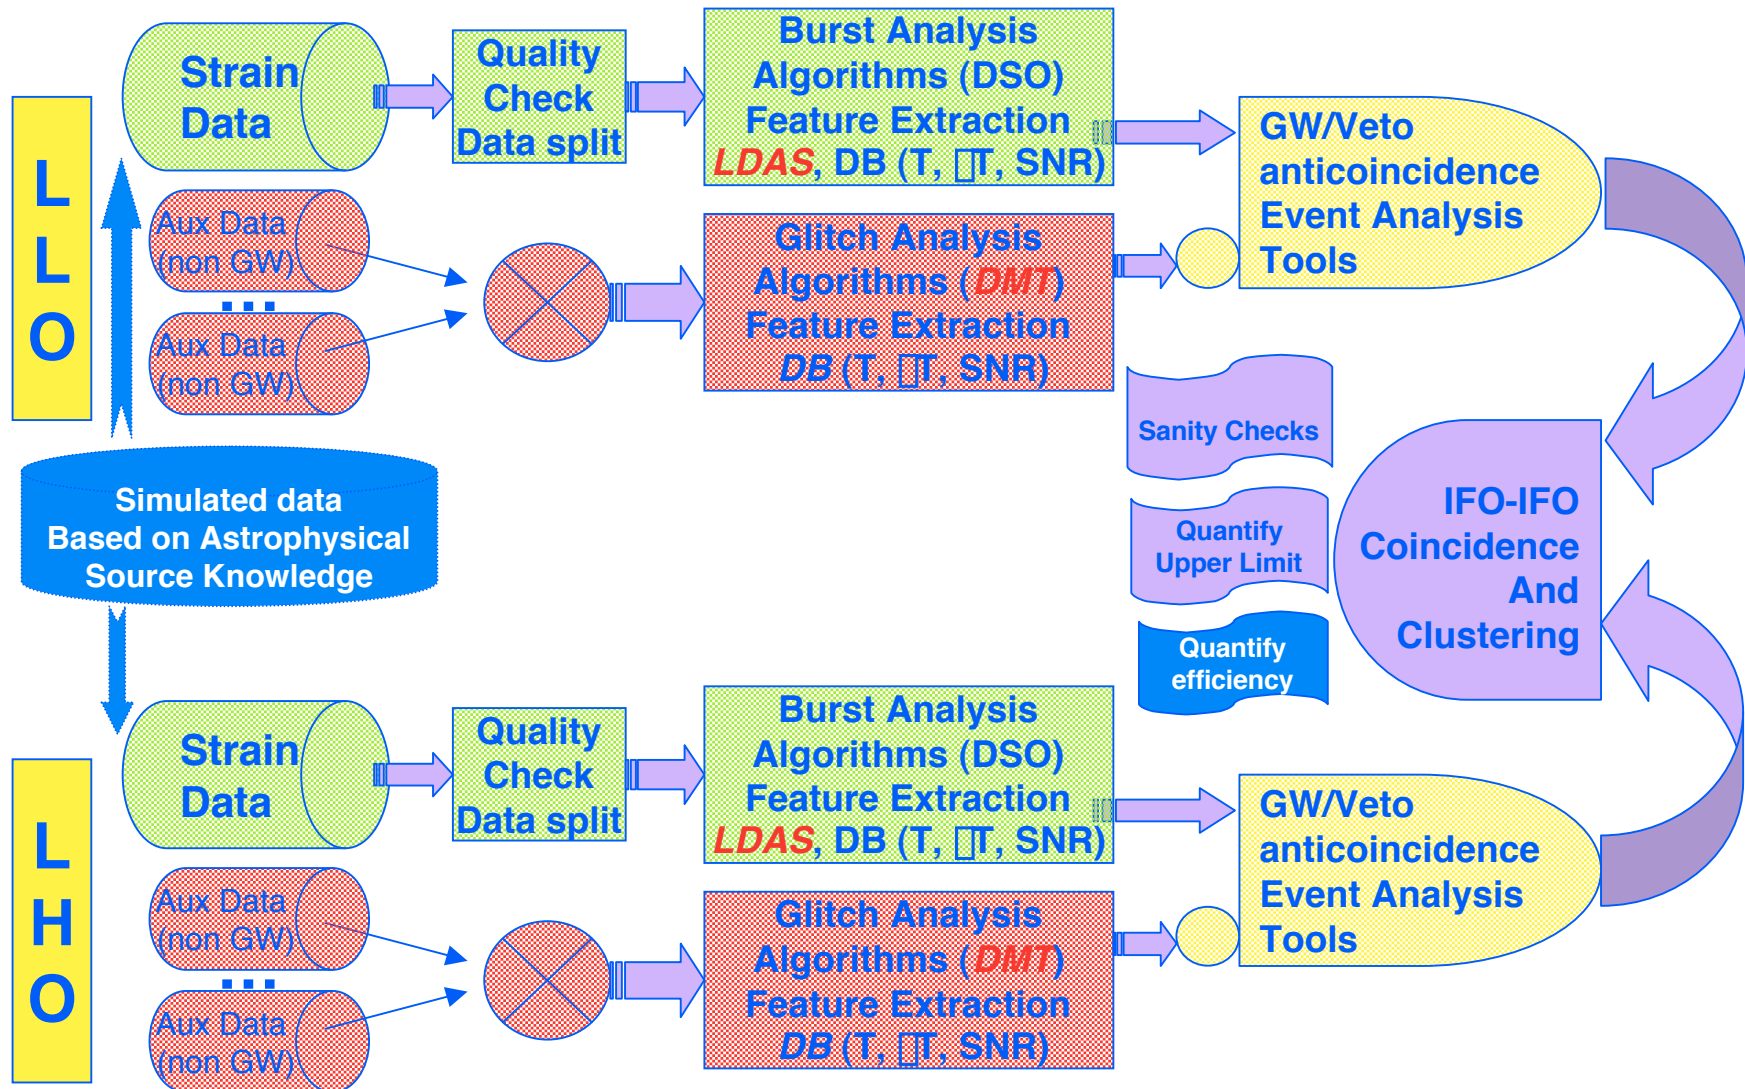 L
L
O
Strain
Data
Quality
Check
Data split
Burst Analysis
Algorithms (DSO)
Feature Extraction
LDAS, DB (T, □T, SNR)
GW/Veto
anticoincidence
Event Analysis
Tools
Aux Data
(non GW)
...
Aux Data
(non GW)
Glitch Analysis
Algorithms (DMT)
Feature Extraction
DB (T, □T, SNR)
Simulated data
Based on Astrophysical
Source Knowledge
Sanity Checks
Quantify
Upper Limit
Quantify
efficiency
IFO-IFO
Coincidence
And
Clustering
L
H
O
Strain
Data
Quality
Check
Data split
Burst Analysis
Algorithms (DSO)
Feature Extraction
LDAS, DB (T, □T, SNR)
GW/Veto
anticoincidence
Event Analysis
Tools
Aux Data
(non GW)
...
Aux Data
(non GW)
Glitch Analysis
Algorithms (DMT)
Feature Extraction
DB (T, □T, SNR)